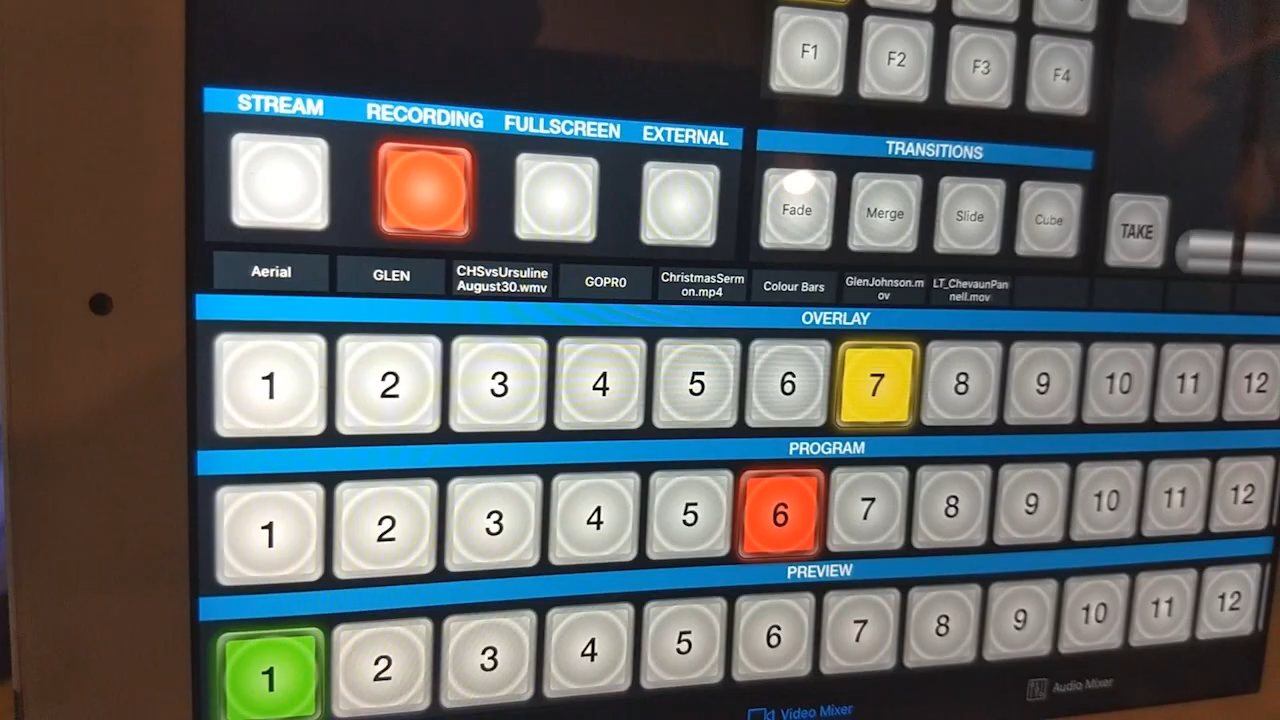 F1 F2 F3 F4
STREAM RECORDING FULLSCREEN EXTERNAL
TRANSITIONS
Fade Merge Slide Cube TAKE
Aerial GLEN CHSvsUrsuline GOPR0 ChristmasSerm Colour Bars GlenJohnson.m LT_ChevaunPan
August30.wmv on.mp4 ov nell.mov
OVERLAY
1 2 3 4 5 6 7 8 9 10 11 12
PROGRAM
1 2 3 4 5 6 7 8 9 10 11 12
PREVIEW
1 2 3 4 5 6 7 8 9 10 11 12
Video Mixer Audio Mixer